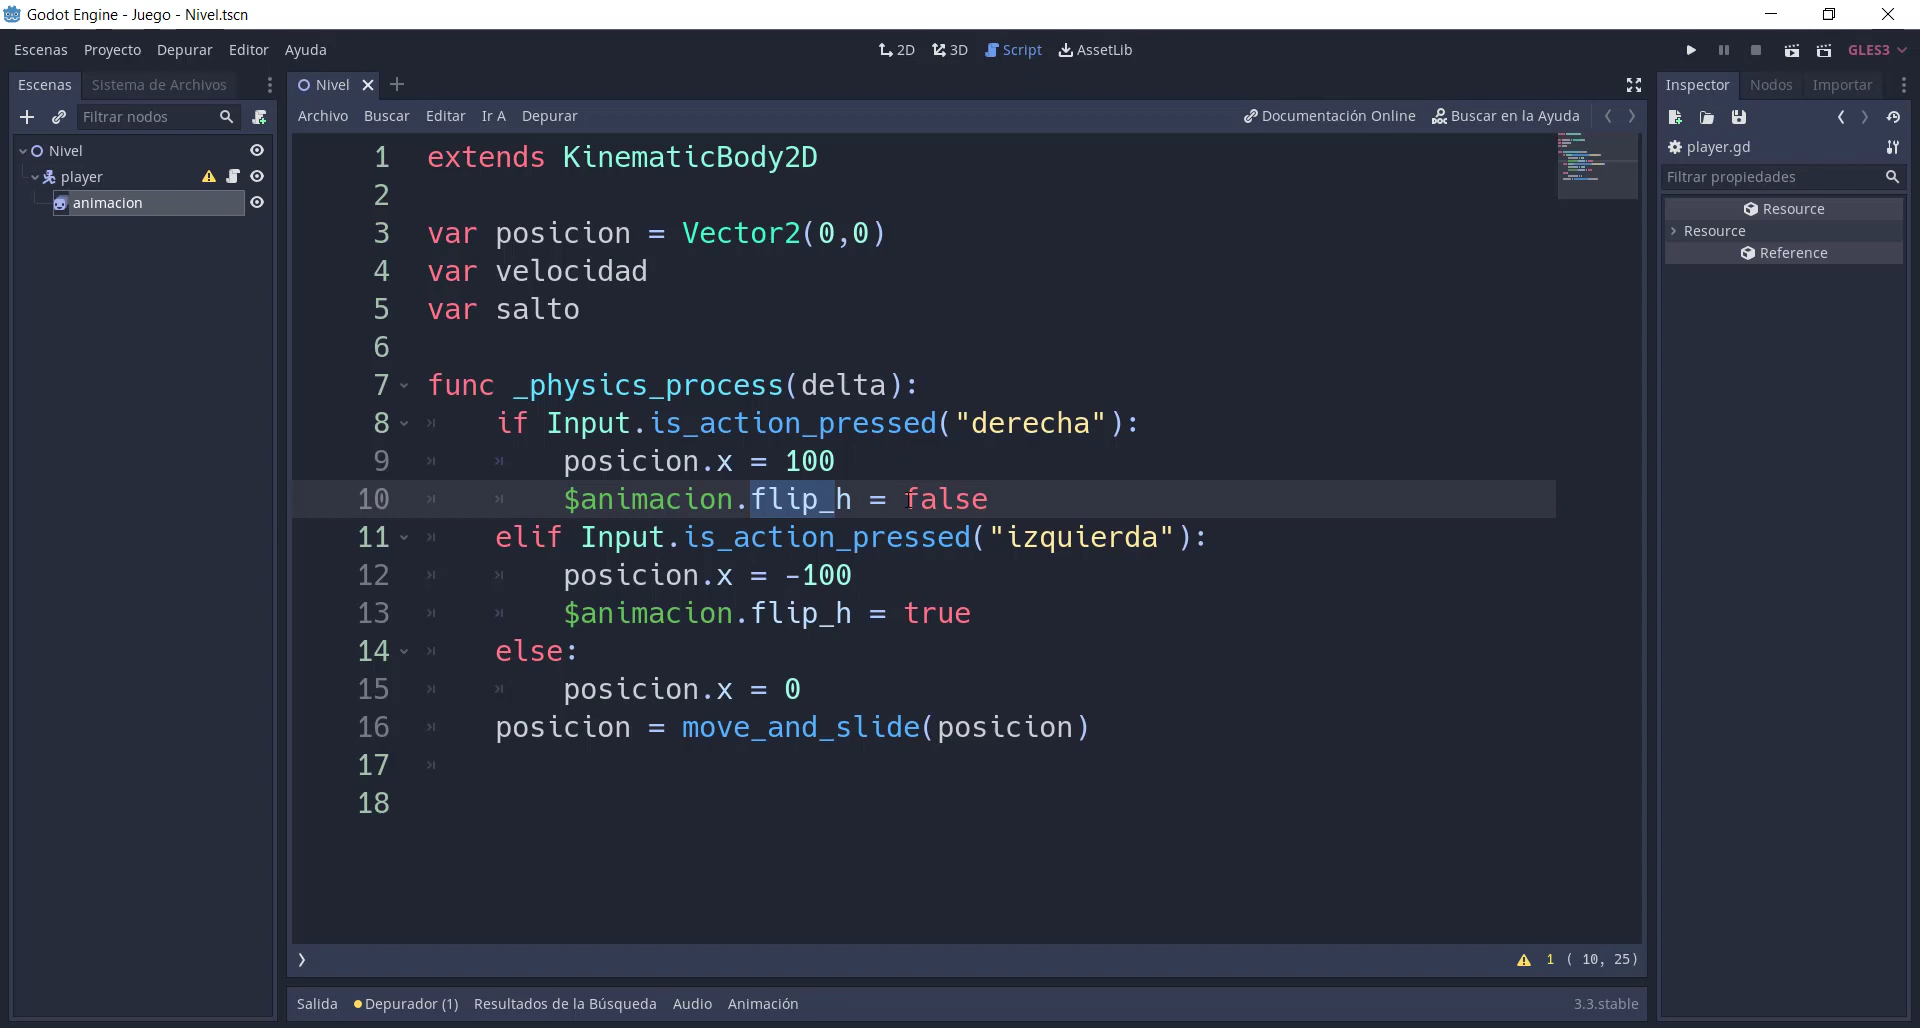 Godot Engine - Juego - Nivel.tscn
Escenas Proyecto Depurar Editor Ayuda
2D 3D Script AssetLib
GLES3
Escenas Sistema de Archivos
Filtrar nodos
Nivel
player
animacion
Nivel
Archivo Buscar Editar Ir A Depurar
Documentación Online Buscar en la Ayuda
1 extends KinematicBody2D
2
3 var posicion = Vector2(0,0)
4 var velocidad
5 var salto
6
7 func _physics_process(delta):
8 if Input.is_action_pressed("derecha"):
9 posicion.x = 100
10 $animacion.flip_h = false
11 elif Input.is_action_pressed("izquierda"):
12 posicion.x = -100
13 $animacion.flip_h = true
14 else:
15 posicion.x = 0
16 posicion = move_and_slide(posicion)
17
18
1 ( 10, 25)
Salida Depurador (1) Resultados de la Búsqueda Audio Animación
3.3.stable
Inspector Nodos Importar
player.gd
Filtrar propiedades
Resource
Resource
Reference